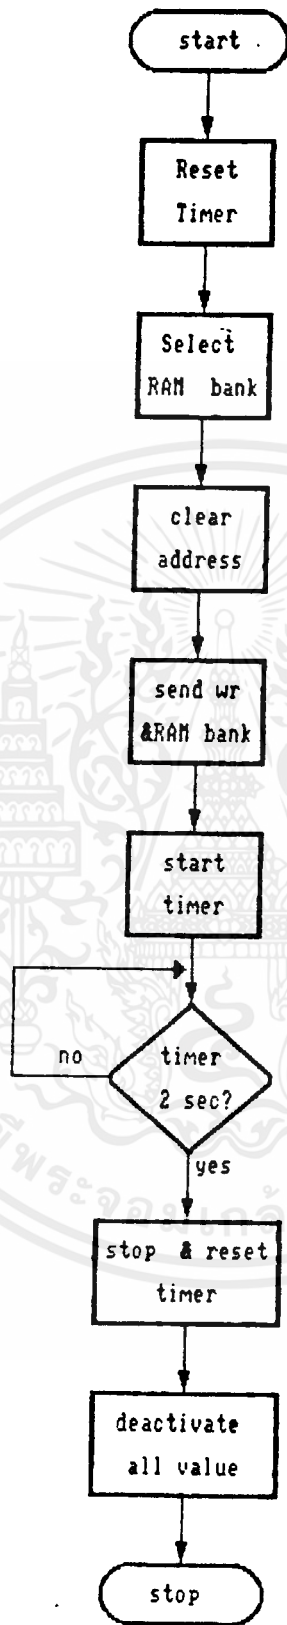 start
Reset
Timer
Select
RAM bank
clear
address
send wr
&RAM bank
start
timer
no
timer
2 sec?
yes
stop & reset
timer
deactivate
all value
stop